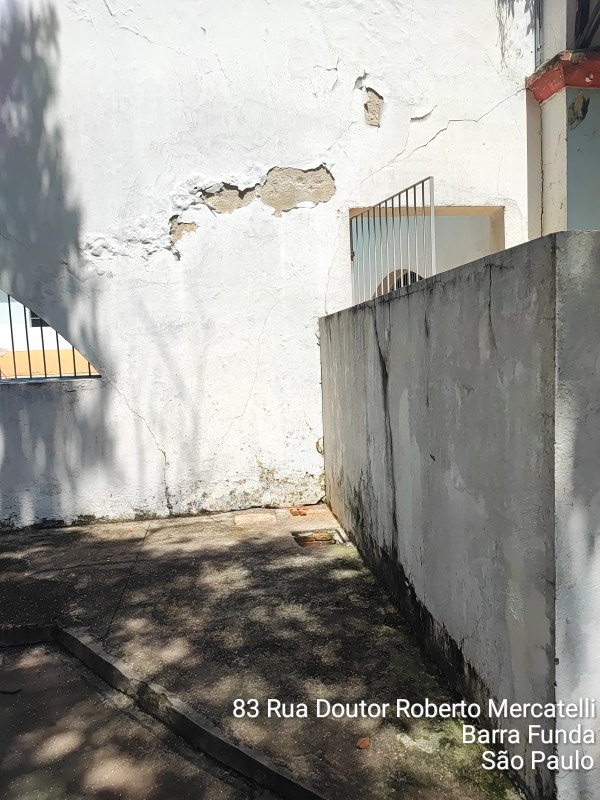 83 Rua Doutor Roberto Mercatelli
Barra Funda
São Paulo